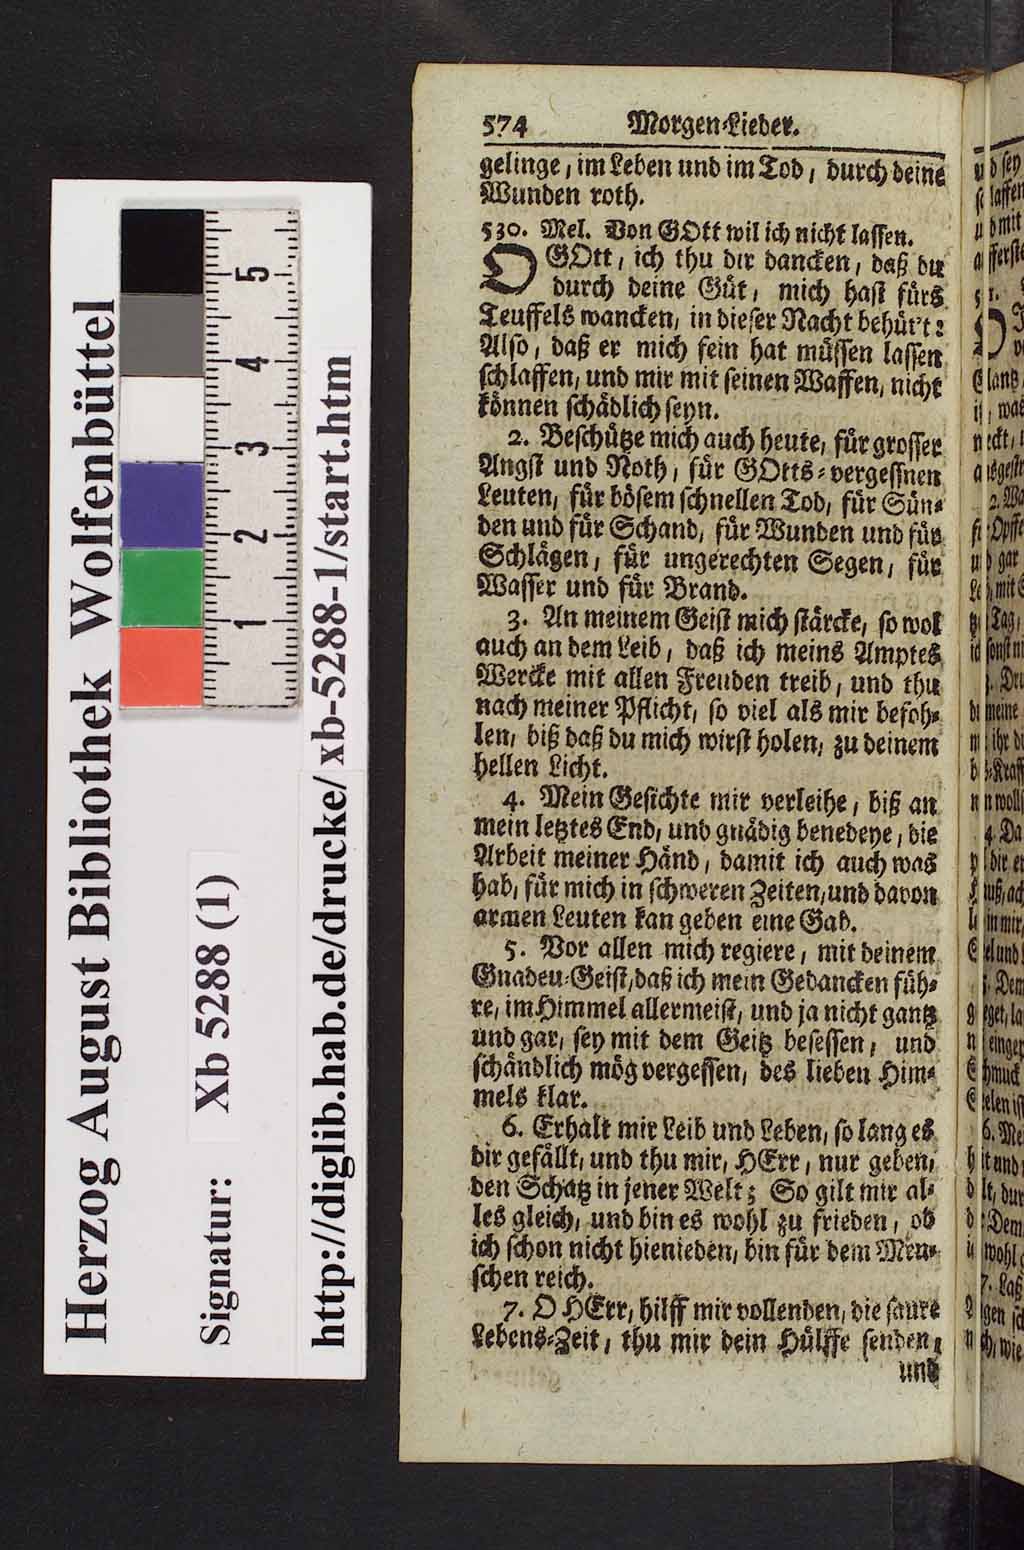 574 Morgen-Lieder.
gelinge, im Leben und im Tod, durch deine
Wunden roth.
530. Mel. Von GOtt wil ich nicht lassen.
O GOtt, ich thu dir dancken, daß du
durch deine Güt, mich hast fürs
Teuffels wancken, in dieser Nacht behüt't:
Also, daß er mich fein hat müssen lassen
schlaffen, und mir mit seinen Waffen, nicht
können schädlich seyn.
2. Beschütze mich auch heute, für grosser
Angst und Noth, für GOtts-vergeßnen
Leuten, für bösem schnellen Tod, für Sün-
den und für Schand, für Wunden und für
Schlägen, für ungerechten Segen, für
Wasser und für Brand.
3. An meinem Geist mich stärcke, so wol
auch an dem Leib, daß ich meins Amptes
Wercke mit allen Freuden treib, und thu
nach meiner Pflicht, so viel als mir befoh-
len, biß daß du mich wirst holen, zu deinem
hellen Licht.
4. Mein Gesichte mir verleihe, biß an
mein letztes End, und gnädig benedeye, die
Arbeit meiner Händ, damit ich auch was
hab, für mich in schweren Zeiten, und davon
armen Leuten kan geben eine Gab.
5. Vor allen mich regiere, mit deinem
Gnadeu-Geist, daß ich mein Gedancken füh-
re, im Himmel allermeist, und ja nicht gantz
und gar, sey mit dem Geitz besessen, und
schändlich mög vergessen, des lieben Him-
mels klar.
6. Erhalt mir Leib und Leben, so lang es
dir gefällt, und thu mir, HErr, nur geben,
den Schatz in jener Welt; So gilt mir al-
les gleich, und bin es wohl zu frieden, ob
ich schon nicht hienieden, bin für dem Men-
schen reich.
7. O HErr, hilff mir vollenden, die saure
Lebens-Zeit, thu mir dein Hülffe senden,
und
Herzog August Bibliothek Wolfenbüttel
Signatur: Xb 5288 (1)
http://diglib.hab.de/drucke/xb-5288-1/start.htm
5
4
3
2
1